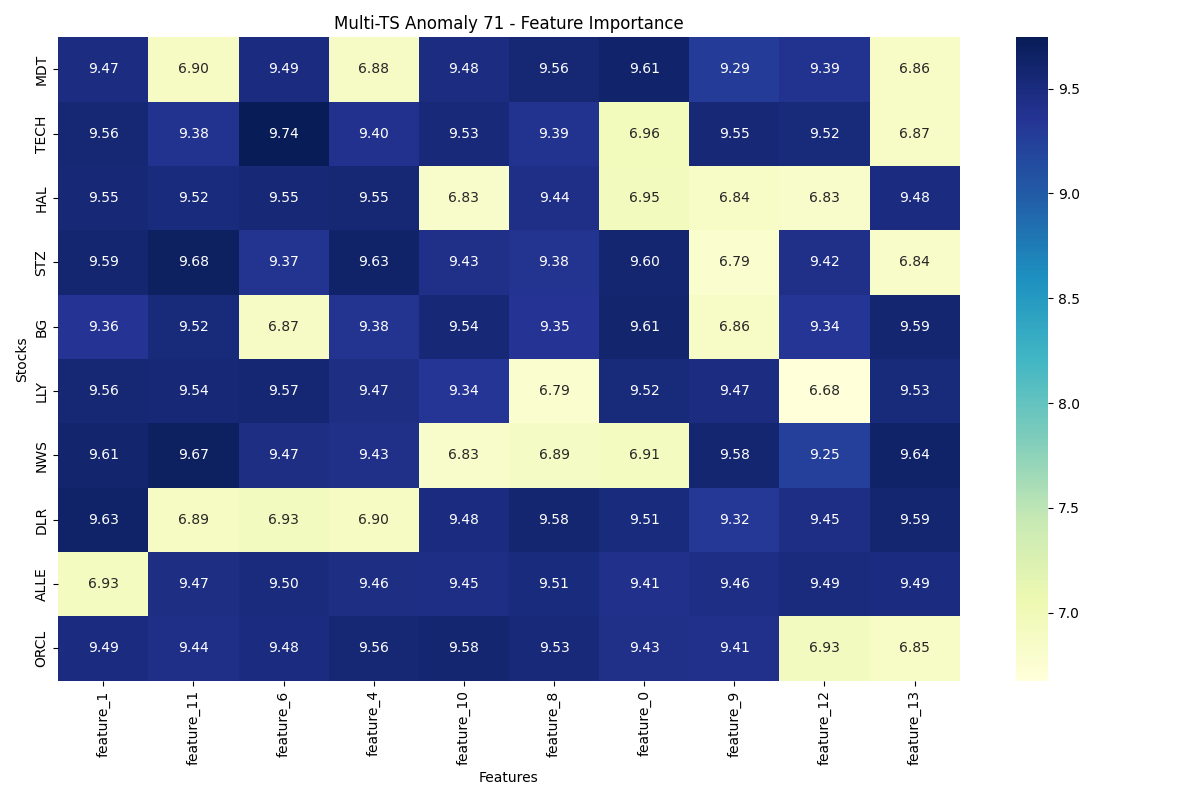 Multi-TS Anomaly 71 - Feature Importance
Stocks
MDT 9.47 6.90 9.49 6.88 9.48 9.56 9.61 9.29 9.39 6.86
TECH 9.56 9.38 9.74 9.40 9.53 9.39 6.96 9.55 9.52 6.87
HAL 9.55 9.52 9.55 9.55 6.83 9.44 6.95 6.84 6.83 9.48
STZ 9.59 9.68 9.37 9.63 9.43 9.38 9.60 6.79 9.42 6.84
BG 9.36 9.52 6.87 9.38 9.54 9.35 9.61 6.86 9.34 9.59
LLY 9.56 9.54 9.57 9.47 9.34 6.79 9.52 9.47 6.68 9.53
NWS 9.61 9.67 9.47 9.43 6.83 6.89 6.91 9.58 9.25 9.64
DLR 9.63 6.89 6.93 6.90 9.48 9.58 9.51 9.32 9.45 9.59
ALLE 6.93 9.47 9.50 9.46 9.45 9.51 9.41 9.46 9.49 9.49
ORCL 9.49 9.44 9.48 9.56 9.58 9.53 9.43 9.41 6.93 6.85
feature_1 feature_11 feature_6 feature_4 feature_10 feature_8 feature_0 feature_9 feature_12 feature_13
Features
9.5
9.0
8.5
8.0
7.5
7.0